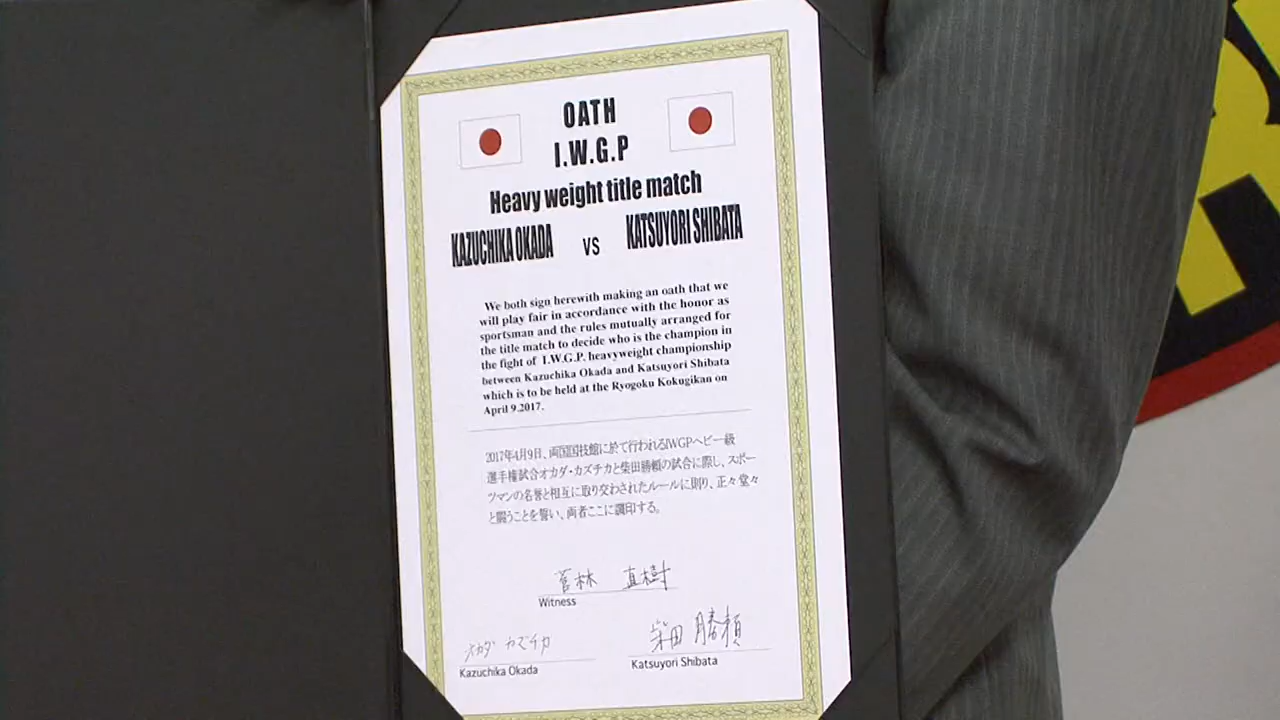 OATH
I.W.G.P
Heavy weight title match
KAZUCHIKA OKADA VS KATSUYORI SHIBATA
We both sign herewith making an oath that we
will play fair in accordance with the honor as
sportsman and the rules mutually arranged for
the title match to decide who is the champion in
the fight of I.W.G.P. heavyweight championship
between Kazuchika Okada and Katsuyori Shibata
which is to be held at the Ryogoku Kokugikan on
April 9.2017.
2017年4月9日、両国国技館に於て行われるIWGPヘビー級
選手権試合オカダ・カズチカと柴田勝頼の試合に際し、スポー
ツマンの名誉と相互に取り交わされたルールに則り、正々堂々
と闘うことを誓い、両者ここに調印する。
菅林 直樹
Witness
オカダ カズチカ
Kazuchika Okada
柴田 勝頼
Katsuyori Shibata